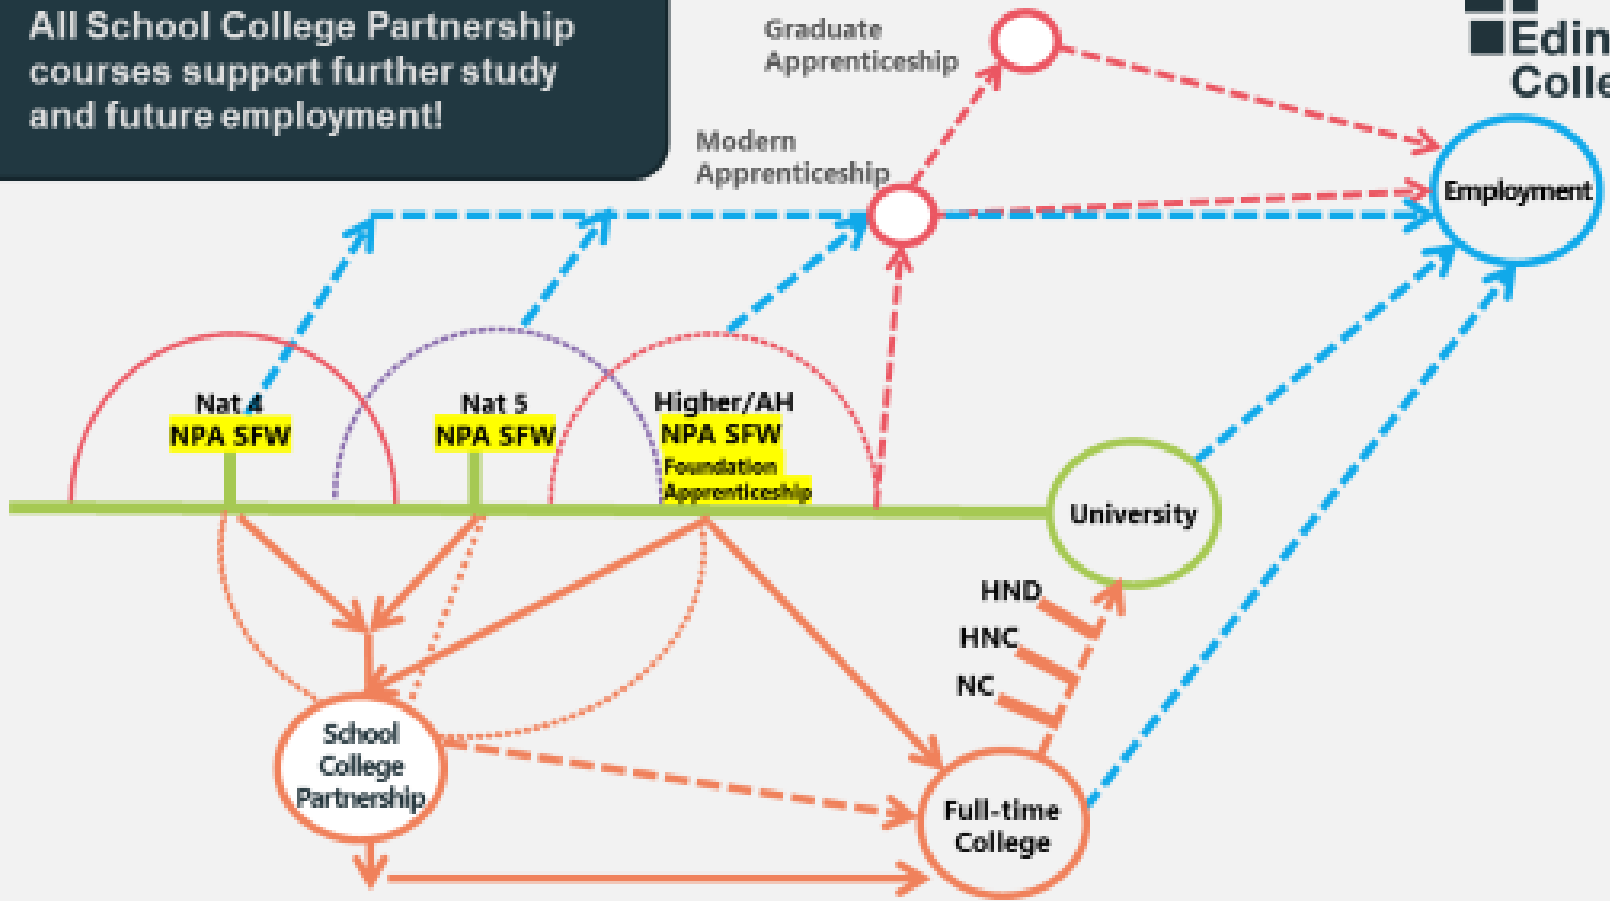 All School College Partnership
courses support further study
and future employment!
Graduate
Apprenticeship
Edin
Colle
Modern
Apprenticeship
Employment
Nat 4
NPA SFW
Nat 5
NPA SFW
Higher/AH
NPA SFW
Foundation
Apprenticeship
University
HND
HNC
NC
School
College
Partnership
Full-time
College